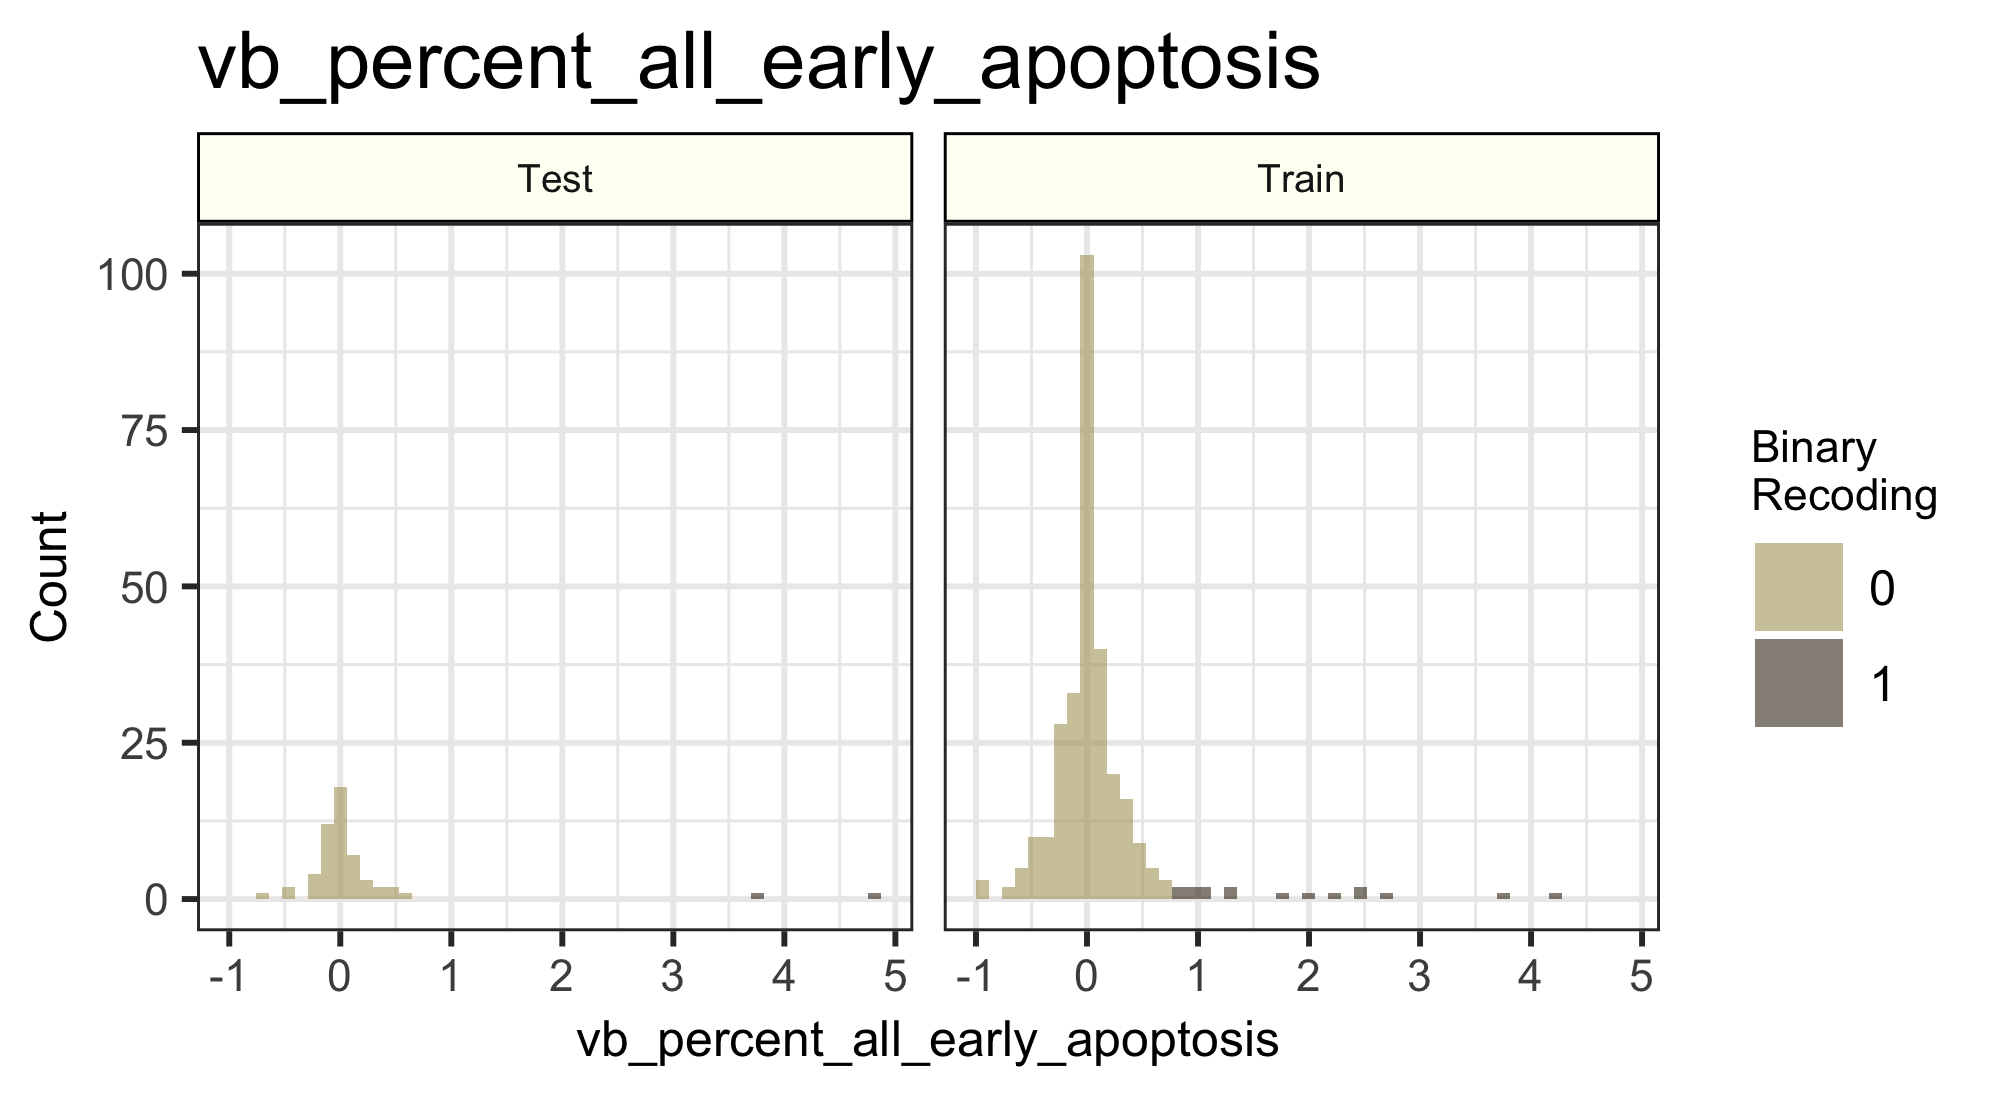 vb_percent_all_early_apoptosis
Test
Train
100
75
50
25
0
Count
-1 0 1 2 3 4 5
-1 0 1 2 3 4 5
vb_percent_all_early_apoptosis
Binary
Recoding
0
1